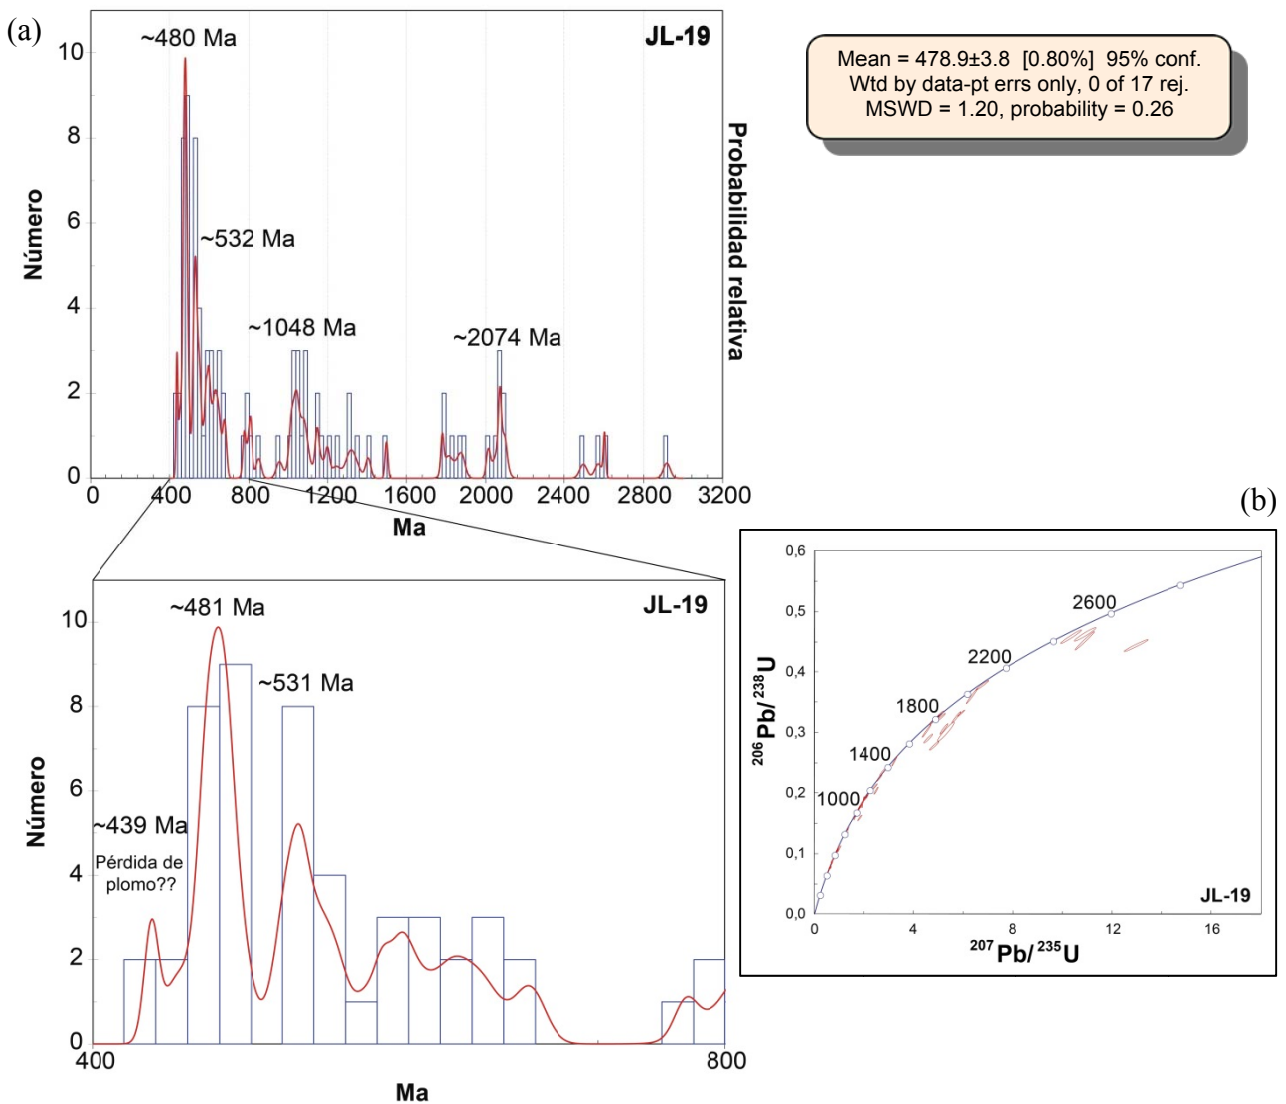 (a)
~480 Ma
JL-19
~532 Ma
~1048 Ma
~2074 Ma
Número
Probabilidad relativa
10
8
6
4
2
0
0 400 800 1200 1600 2000 2400 2800 3200
Ma
Mean = 478.9±3.8 [0.80%] 95% conf.
Wtd by data-pt errs only, 0 of 17 rej.
MSWD = 1.20, probability = 0.26
~481 Ma
JL-19
~531 Ma
~439 Ma
Pérdida de
plomo??
Número
10
8
6
4
2
0
400 800
Ma
(b)
0,6
0,5
0,4
0,3
0,2
0,1
0,0
2600
2200
1800
1400
1000
206Pb/238U
JL-19
0 4 8 12 16
207Pb/235U